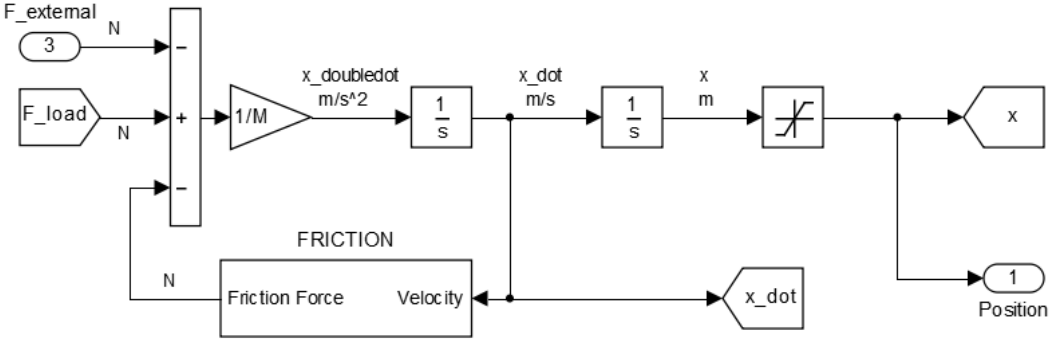 F_external
N
3
−
F_load
N
+
−
1/M
x_doubledot
m/s^2
1
s
x_dot
m/s
1
s
x
m
x
FRICTION
N
Friction Force
Velocity
x_dot
1
Position